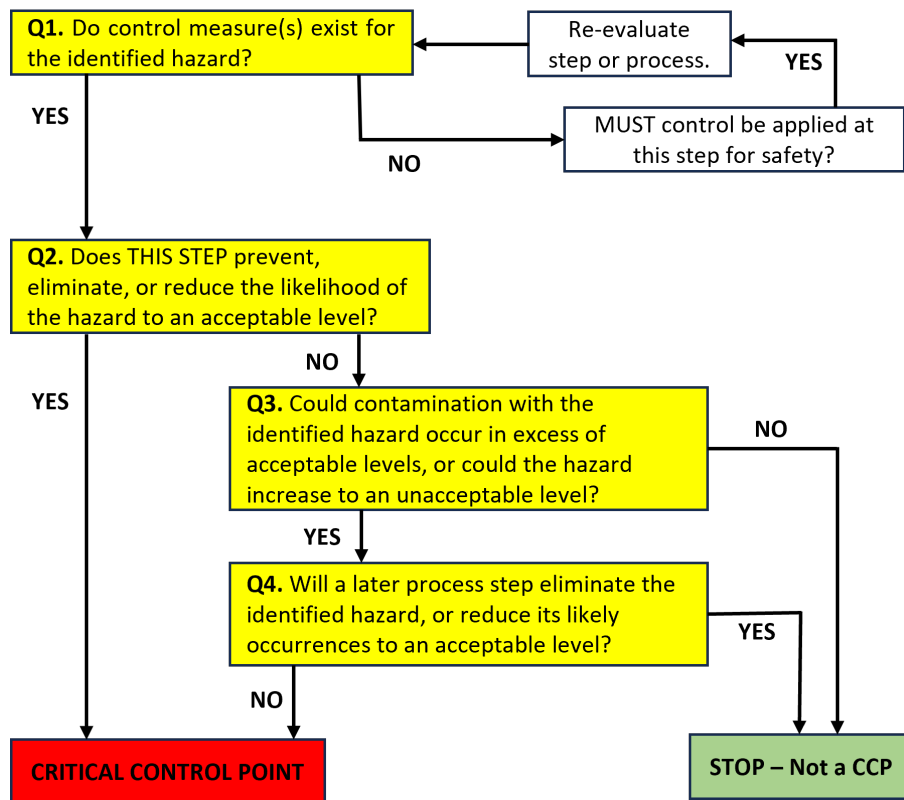 Q1. Do control measure(s) exist for
the identified hazard?
Re-evaluate
step or process.
YES
YES
MUST control be applied at
this step for safety?
NO
Q2. Does THIS STEP prevent,
eliminate, or reduce the likelihood of
the hazard to an acceptable level?
NO
YES
Q3. Could contamination with the
identified hazard occur in excess of
acceptable levels, or could the hazard
increase to an unacceptable level?
NO
YES
Q4. Will a later process step eliminate the
identified hazard, or reduce its likely
occurrences to an acceptable level?
YES
NO
CRITICAL CONTROL POINT
STOP – Not a CCP